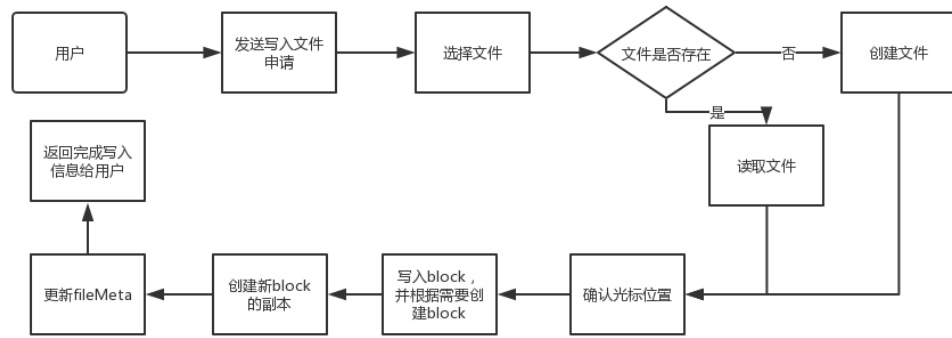 用户
发送写入文件
申请
选择文件
文件是否存在
否
创建文件
是
读取文件
返回完成写入
信息给用户
更新fileMeta
创建新block
的副本
写入block，
并根据需要创
建block
确认光标位置